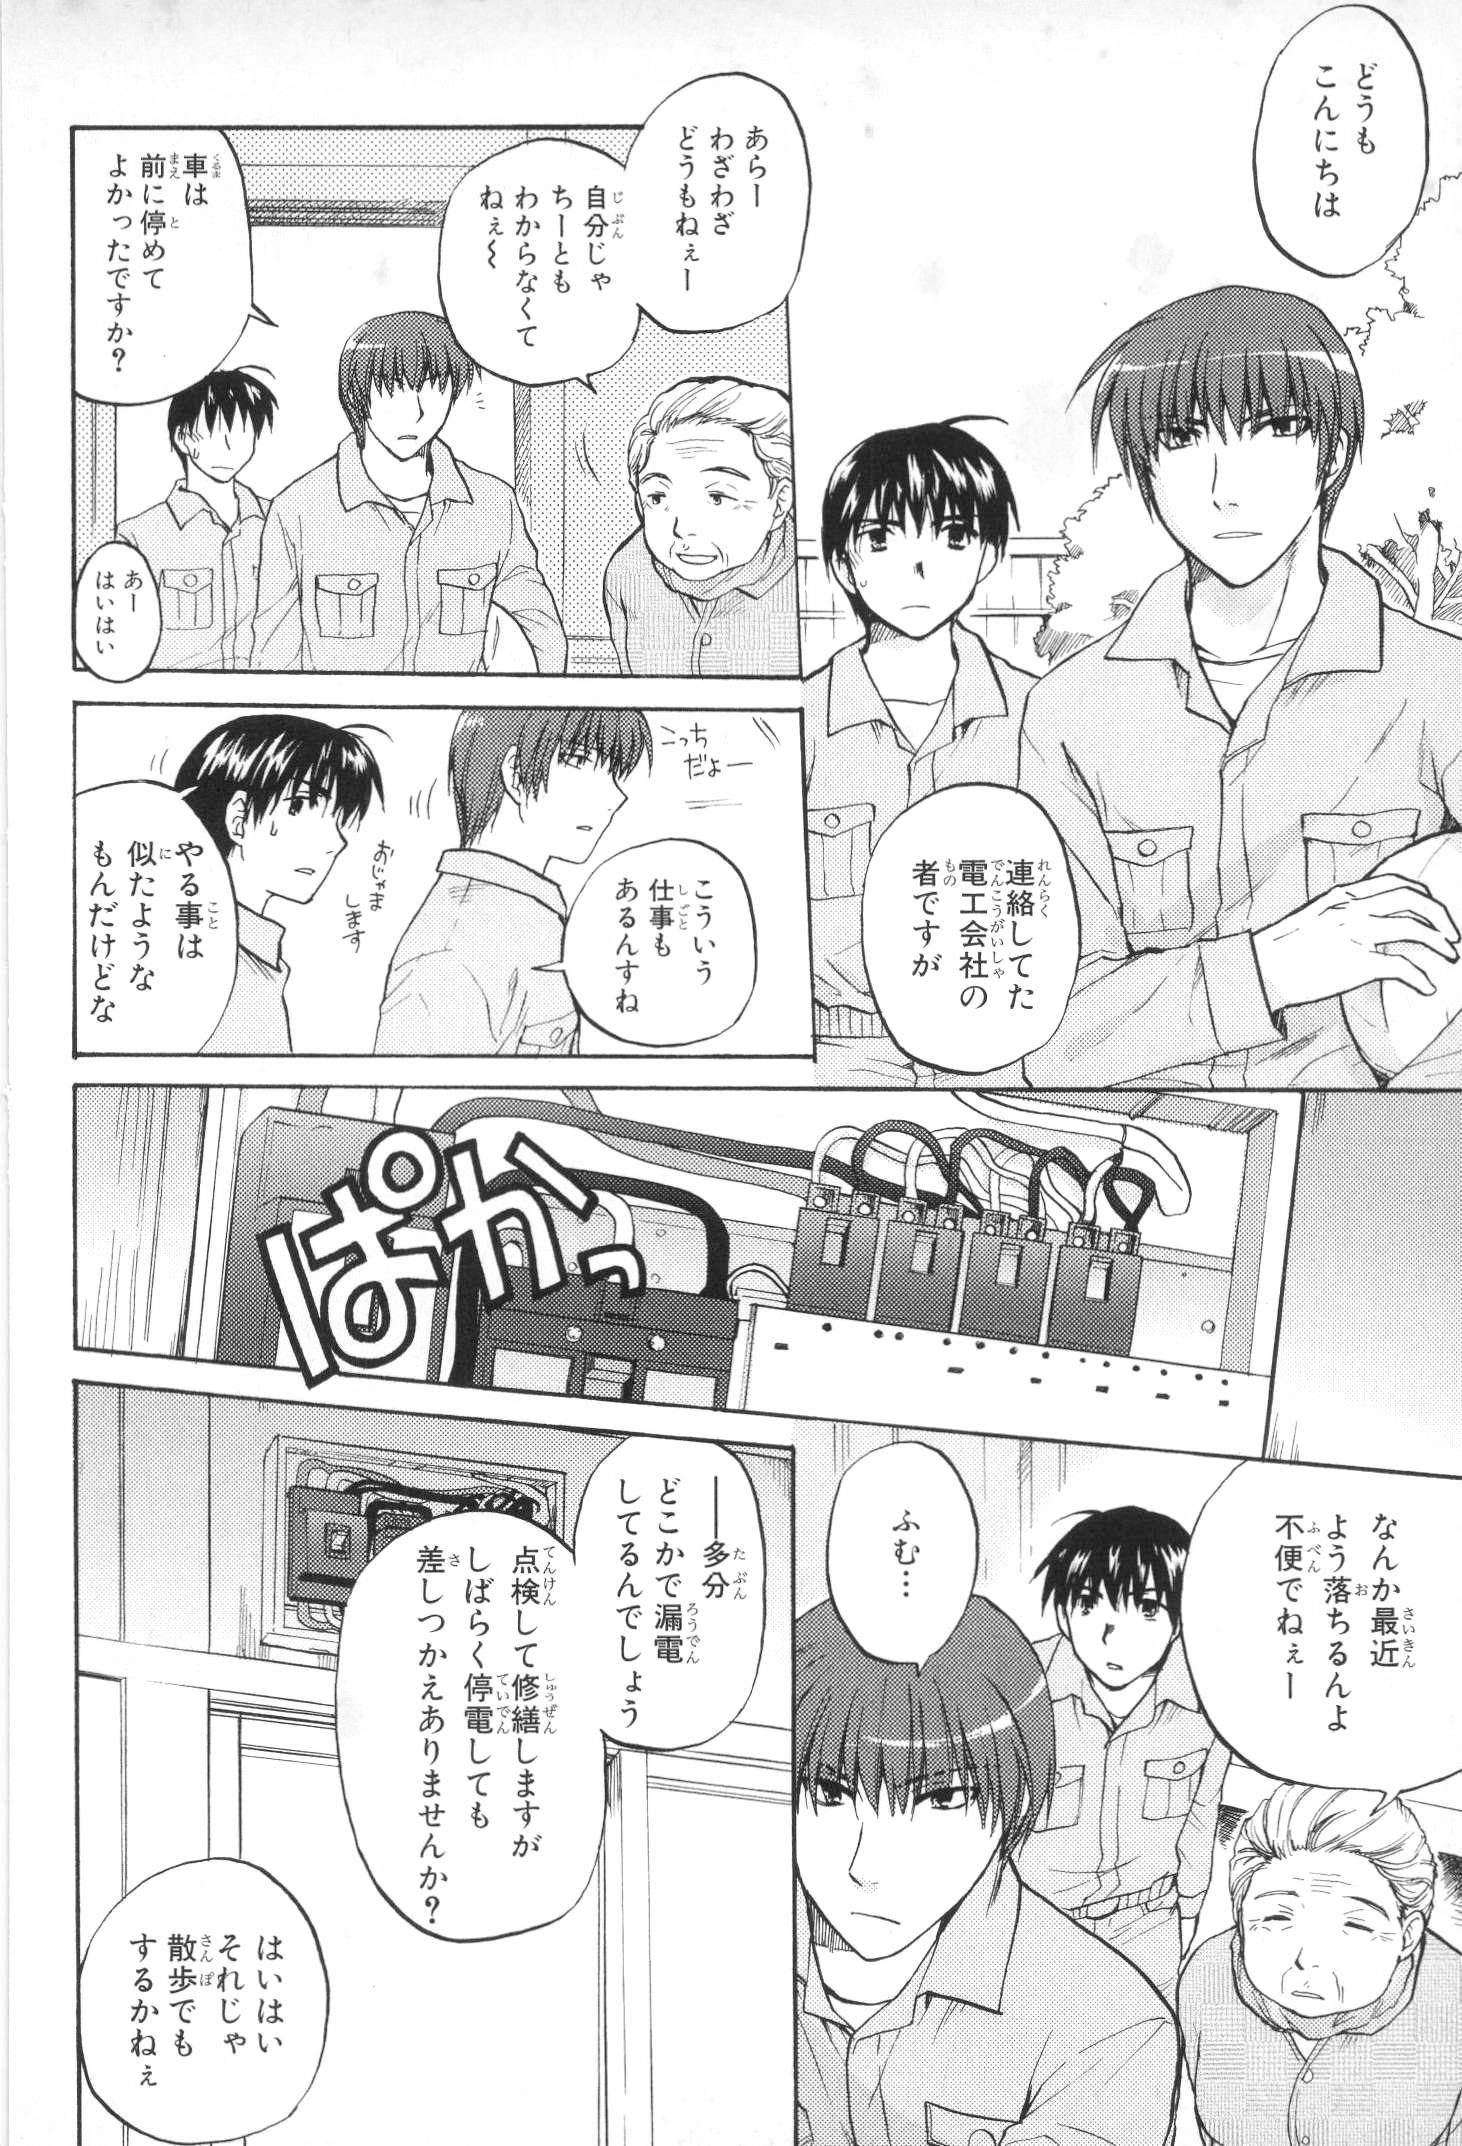 どうも
こんにちは
連絡してた
電工会社の
者ですが
あらー
わざわざ
どうもねぇー
自分じゃ
ちーとも
わからなくて
ねぇ〜
車は
前に停めて
よかったですか？
あー
はいはい
こっち
だよー
こういう
仕事も
あるんすね
おじゃま
します
やる事は
似たような
もんだけどな
ぱかっ
なんか最近
よう落ちるんよ
不便でねぇー
ふむ…
──多分
どこかで漏電
してるんでしょう
点検して修繕しますが
しばらく停電しても
差しつかえありませんか？
はいはい
それじゃ
散歩でも
するかねぇ